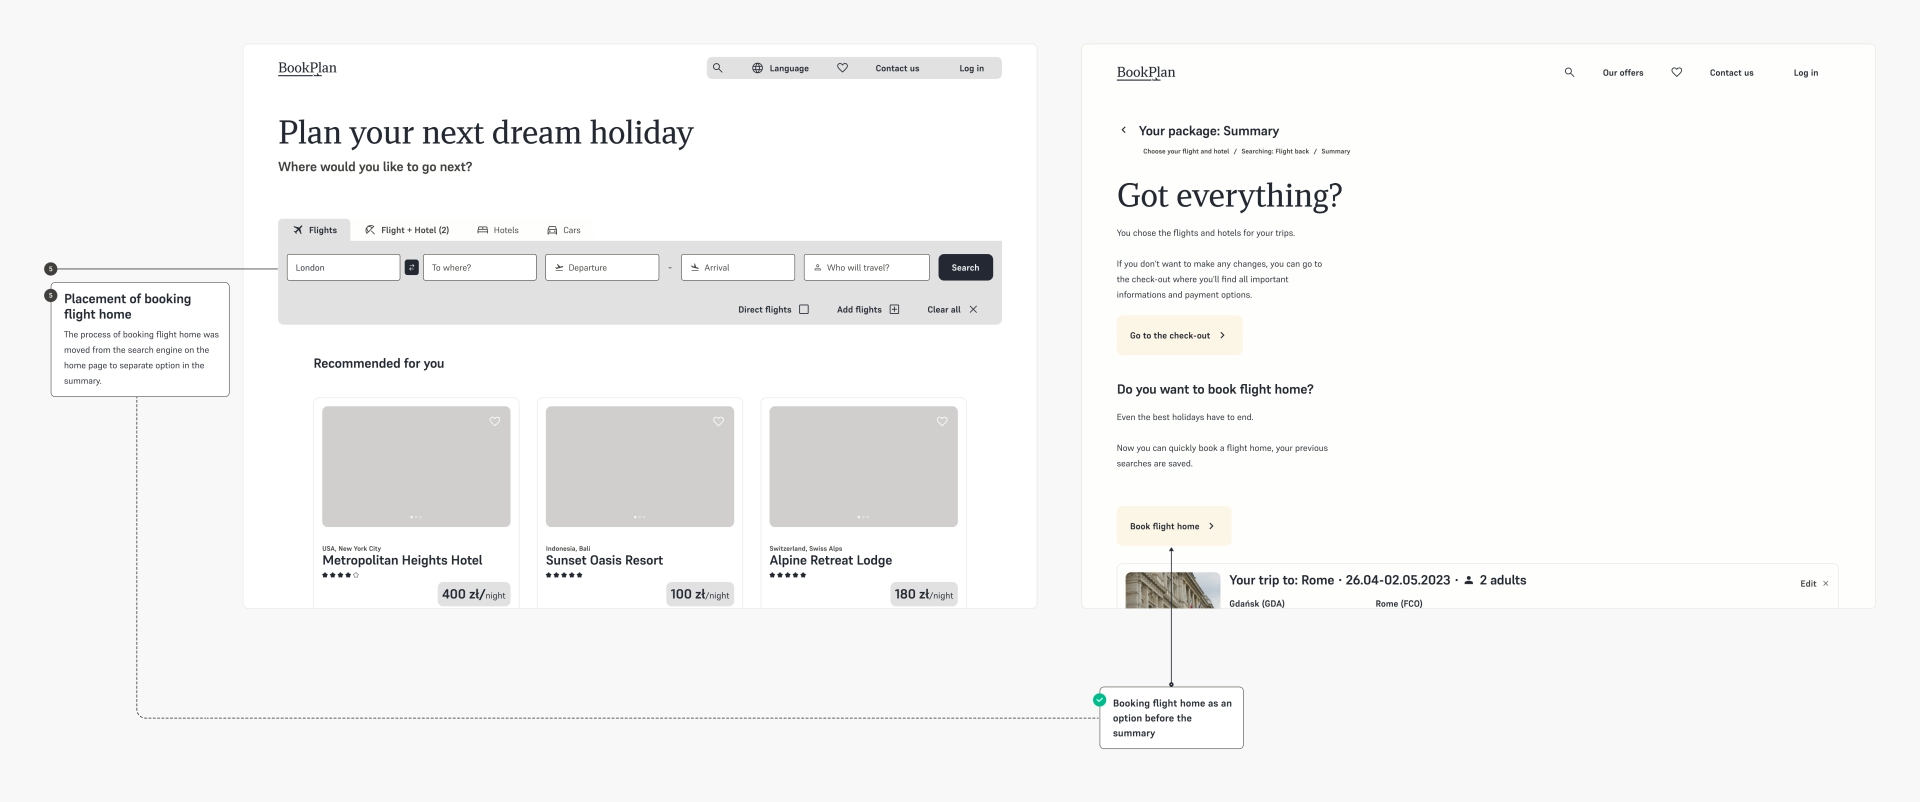 BookPlan
Language
Contact us
Log in
Plan your next dream holiday
Where would you like to go next?
Flights
Flight + Hotel (2)
Hotels
Cars
London
To where?
Departure
-
Arrival
Who will travel?
Search
Direct flights
Add flights
Clear all
5
5
Placement of booking
flight home
The process of booking flight home was
moved from the search engine on the
home page to separate option in the
summary.
Recommended for you
USA, New York City
Metropolitan Heights Hotel
400 zł/night
Indonesia, Bali
Sunset Oasis Resort
100 zł/night
Switzerland, Swiss Alps
Alpine Retreat Lodge
180 zł/night
BookPlan
Our offers
Contact us
Log in
Your package: Summary
Choose your flight and hotel / Searching: Flight back / Summary
Got everything?
You chose the flights and hotels for your trips.
If you don't want to make any changes, you can go to
the check-out where you'll find all important
informations and payment options.
Go to the check-out
Do you want to book flight home?
Even the best holidays have to end.
Now you can quickly book a flight home, your previous
searches are saved.
Book flight home
Your trip to: Rome · 26.04-02.05.2023 · 2 adults
Edit
Gdańsk (GDA)
Rome (FCO)
Booking flight home as an
option before the
summary